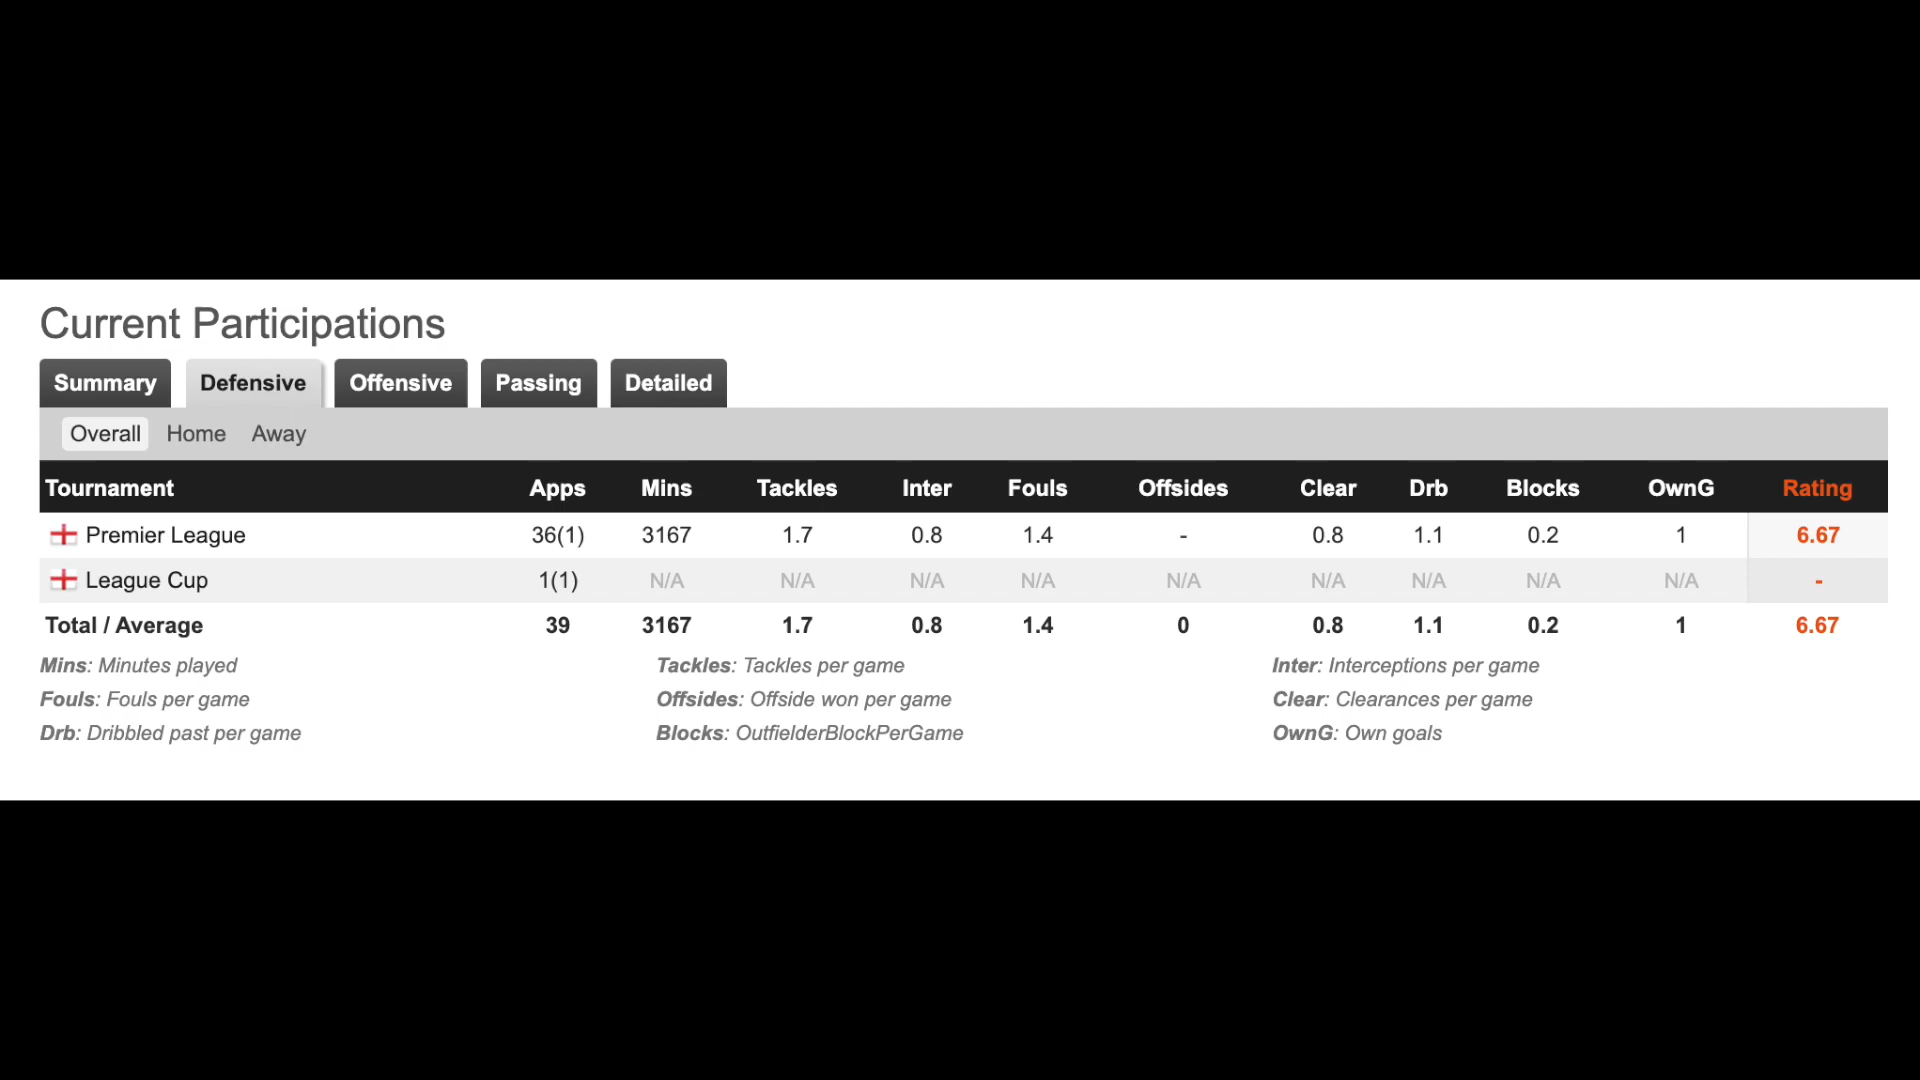 Current Participations
Summary Defensive Offensive Passing Detailed
Overall Home Away
Tournament Apps Mins Tackles Inter Fouls Offsides Clear Drb Blocks OwnG Rating
Premier League 36(1) 3167 1.7 0.8 1.4 - 0.8 1.1 0.2 1 6.67
League Cup 1(1) N/A N/A N/A N/A N/A N/A N/A N/A N/A -
Total / Average 39 3167 1.7 0.8 1.4 0 0.8 1.1 0.2 1 6.67
Mins: Minutes played Tackles: Tackles per game Inter: Interceptions per game
Fouls: Fouls per game Offsides: Offside won per game Clear: Clearances per game
Drb: Dribbled past per game Blocks: OutfielderBlockPerGame OwnG: Own goals